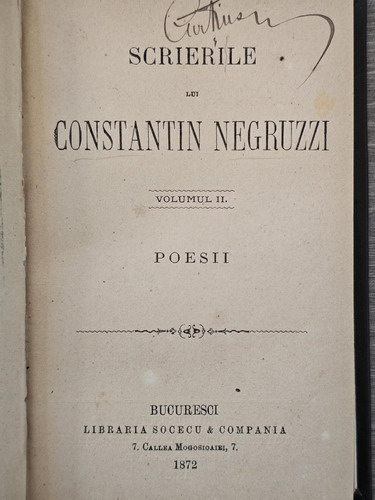 SCRIERILE
LUI
CONSTANTIN NEGRUZZI
VOLUMUL II.
POESII
BUCURESCI
LIBRARIA SOCECU & COMPANIA
7. CALLEA MOGOSIOAIEI, 7.
1872